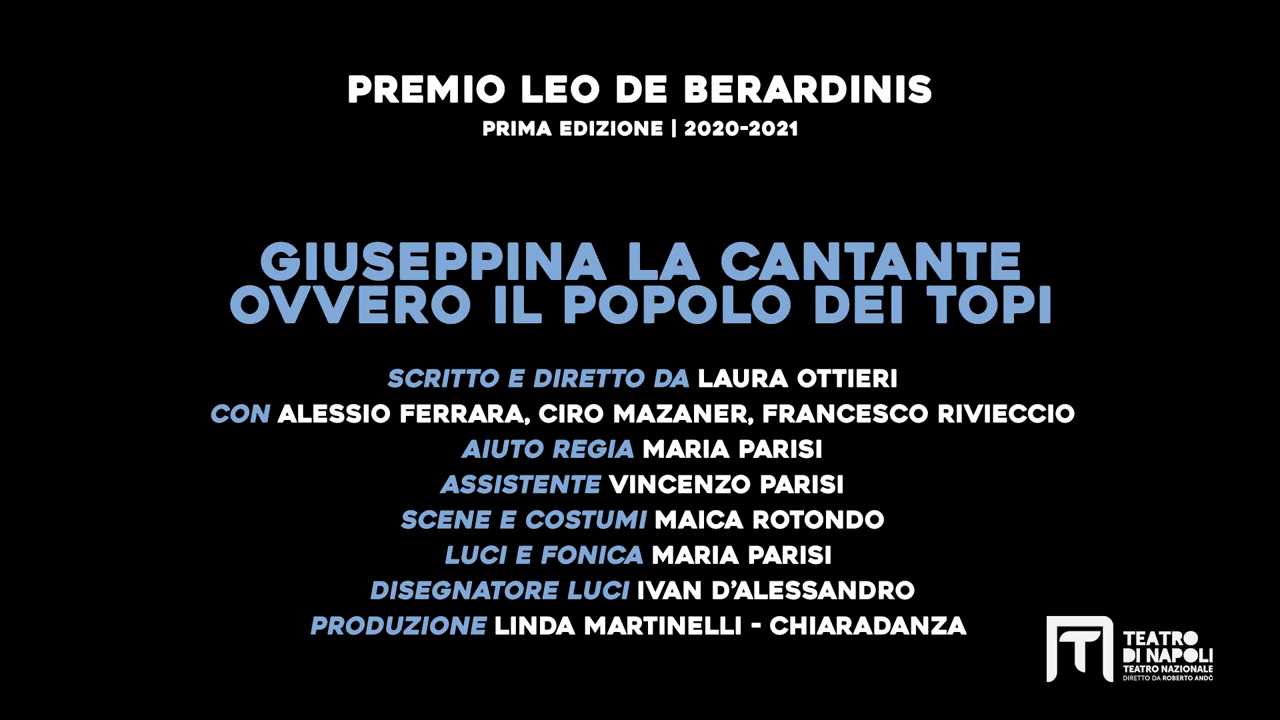 PREMIO LEO DE BERARDINIS
PRIMA EDIZIONE | 2020-2021
GIUSEPPINA LA CANTANTE
OVVERO IL POPOLO DEI TOPI
SCRITTO E DIRETTO DA LAURA OTTIERI
CON ALESSIO FERRARA, CIRO MAZANER, FRANCESCO RIVIECCIO
AIUTO REGIA MARIA PARISI
ASSISTENTE VINCENZO PARISI
SCENE E COSTUMI MAICA ROTONDO
LUCI E FONICA MARIA PARISI
DISEGNATORE LUCI IVAN D'ALESSANDRO
PRODUZIONE LINDA MARTINELLI - CHIARADANZA
TEATRO
DI NAPOLI
TEATRO NAZIONALE
DIRETTO DA ROBERTO ANDÒ